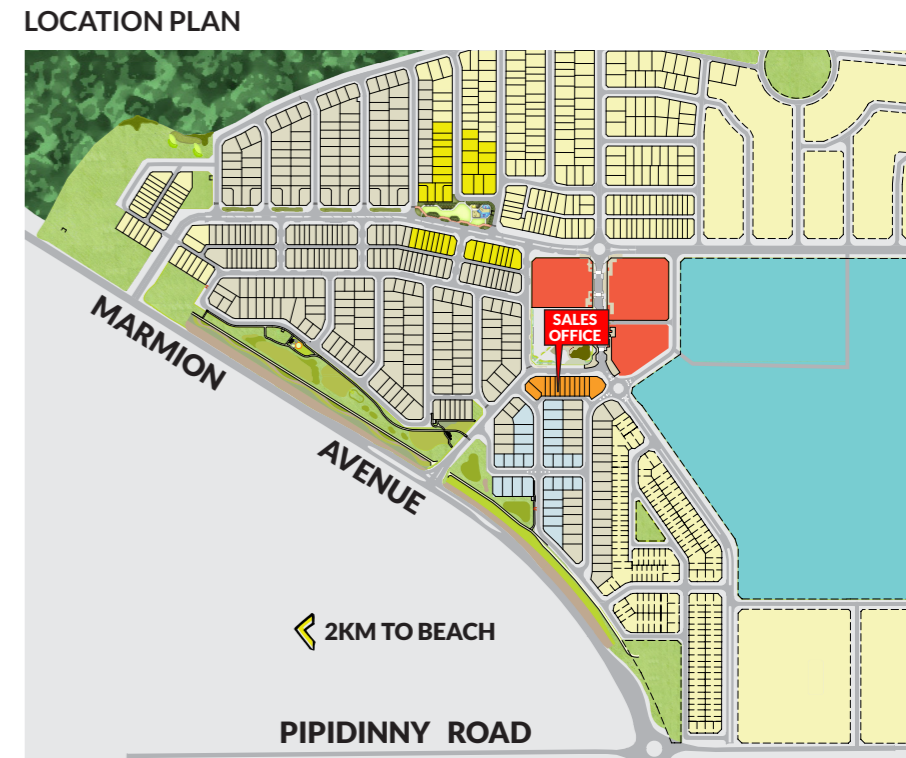 LOCATION PLAN
SALES
OFFICE
MARMION
AVENUE
2KM TO BEACH
PIPIDINNY ROAD